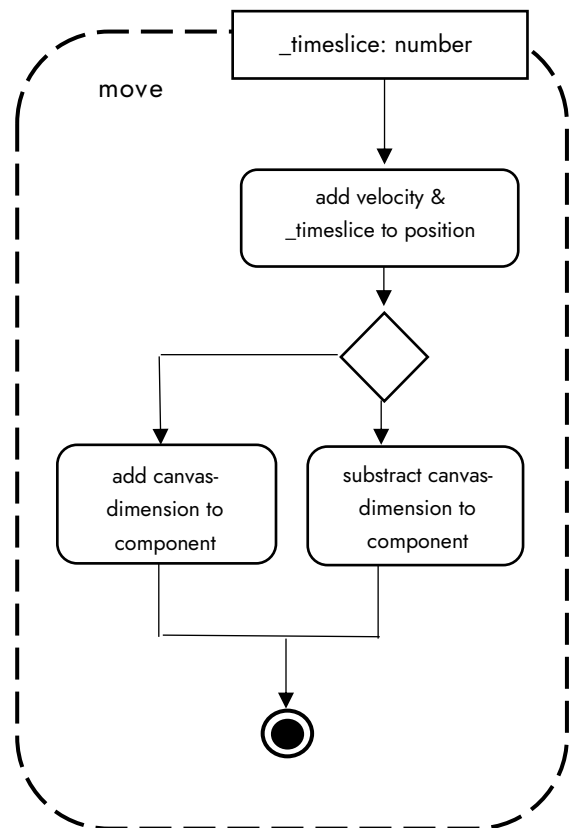 _timeslice: number
move
add velocity &
_timeslice to position
add canvas-
dimension to
component
substract canvas-
dimension to
component